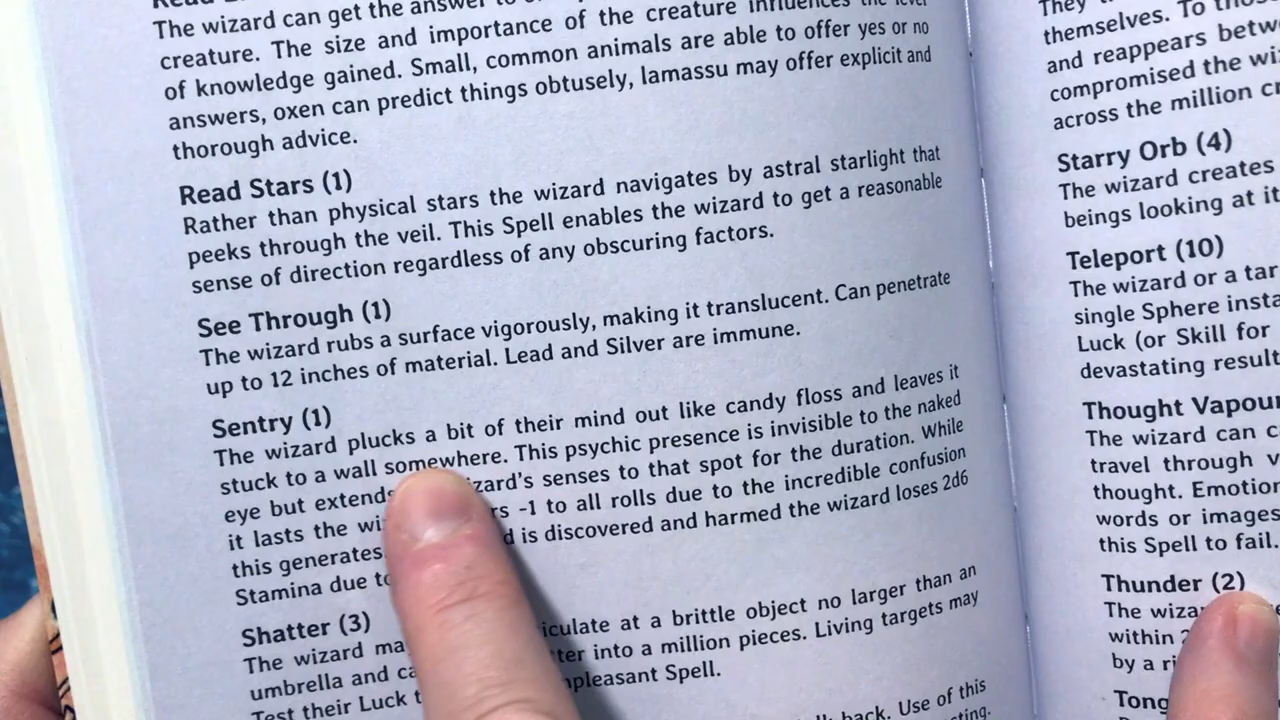 The wizard can get the answer to
creature. The size and importance of the creature influences the level
of knowledge gained. Small, common animals are able to offer yes or no
answers, oxen can predict things obtusely, lamassu may offer explicit and
thorough advice.
Read Stars (1)
Rather than physical stars the wizard navigates by astral starlight that
peeks through the veil. This Spell enables the wizard to get a reasonable
sense of direction regardless of any obscuring factors.
See Through (1)
The wizard rubs a surface vigorously, making it translucent. Can penetrate
up to 12 inches of material. Lead and Silver are immune.
Sentry (1)
The wizard plucks a bit of their mind out like candy floss and leaves it
stuck to a wall somewhere. This psychic presence is invisible to the naked
eye but extends zard's senses to that spot for the duration. While
it lasts the wi rs -1 to all rolls due to the incredible confusion
this generates. d is discovered and harmed the wizard loses 2d6
Stamina due to
Shatter (3)
The wizard ma iculate at a brittle object no larger than an
umbrella and ca ter into a million pieces. Living targets may
Test their Luck t npleasant Spell.
back. Use of this
They
themselves. To
and reappears betw
compromised the wi
across the million cr
Starry Orb (4)
The wizard creates
beings looking at it
Teleport (10)
The wizard or a tar
single Sphere insta
Luck (or Skill for
devastating result
Thought Vapour
The wizard can c
travel through v
thought. Emotion
words or images
this Spell to fail.
Thunder (2)
The wiza
within
by a ri
Tong